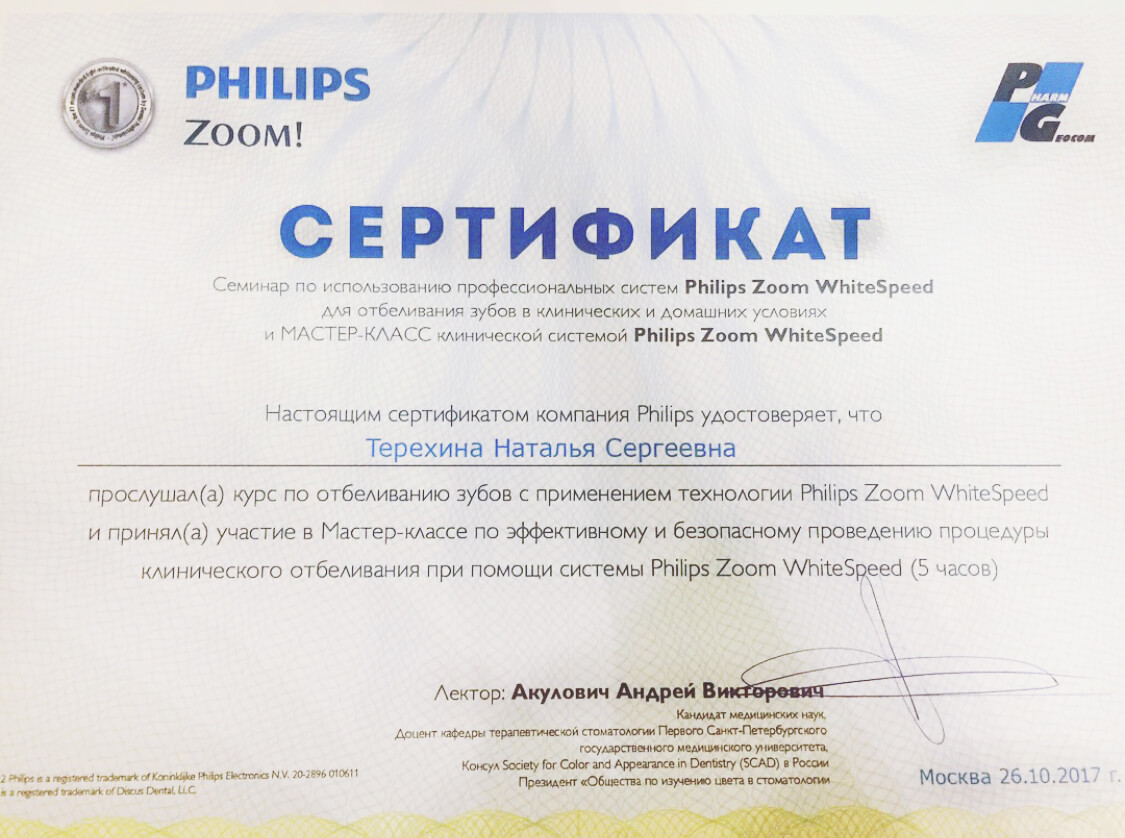 PHILIPS
ZOOM!
PHARM
GEOCOM
1
СЕРТИФИКАТ
Семинар по использованию профессиональных систем Philips Zoom WhiteSpeed
для отбеливания зубов в клинических и домашних условиях
и МАСТЕР-КЛАСС клинической системой Philips Zoom WhiteSpeed
Настоящим сертификатом компания Philips удостоверяет, что
Терехина Наталья Сергеевна
прослушал(а) курс по отбеливанию зубов с применением технологии Philips Zoom WhiteSpeed
и принял(а) участие в Мастер-классе по эффективному и безопасному проведению процедуры
клинического отбеливания при помощи системы Philips Zoom WhiteSpeed (5 часов)
Лектор: Акулович Андрей Викторович
Кандидат медицинских наук,
Доцент кафедры терапевтической стоматологии Первого Санкт-Петербургского
государственного медицинского университета,
Консул Society for Color and Appearance in Dentistry (SCAD) в России
Президент «Общества по изучению цвета в стоматологии
2 Philips is a registered trademark of Koninklijke Philips Electronics N.V. 20-2896 010611
is a registered trademark of Discus Dental, LLC.
Москва 26.10.2017 г.